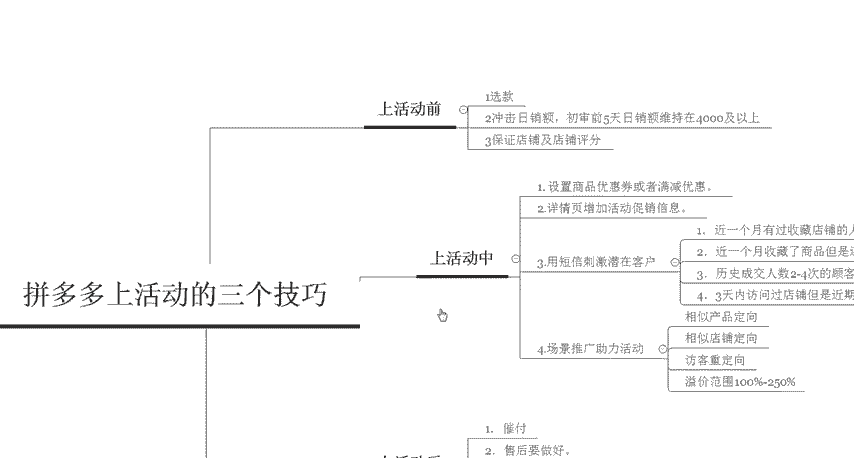 上活动前
1选款
2冲击日销额，初审前5天日销额维持在4000及以上
3保证店铺及店铺评分
拼多多上活动的三个技巧
上活动中
1. 设置商品优惠券或者满减优惠。
2.详情页增加活动促销信息。
3.用短信刺激潜在客户
1．近一个月有过收藏店铺的人
2．近一个月收藏了商品但是
3．历史成交人数2-4次的顾客
4．3天内访问过店铺但是近期
4.场景推广助力活动
相似产品定向
相似店铺定向
访客重定向
溢价范围100%-250%
1．催付
2．售后要做好。